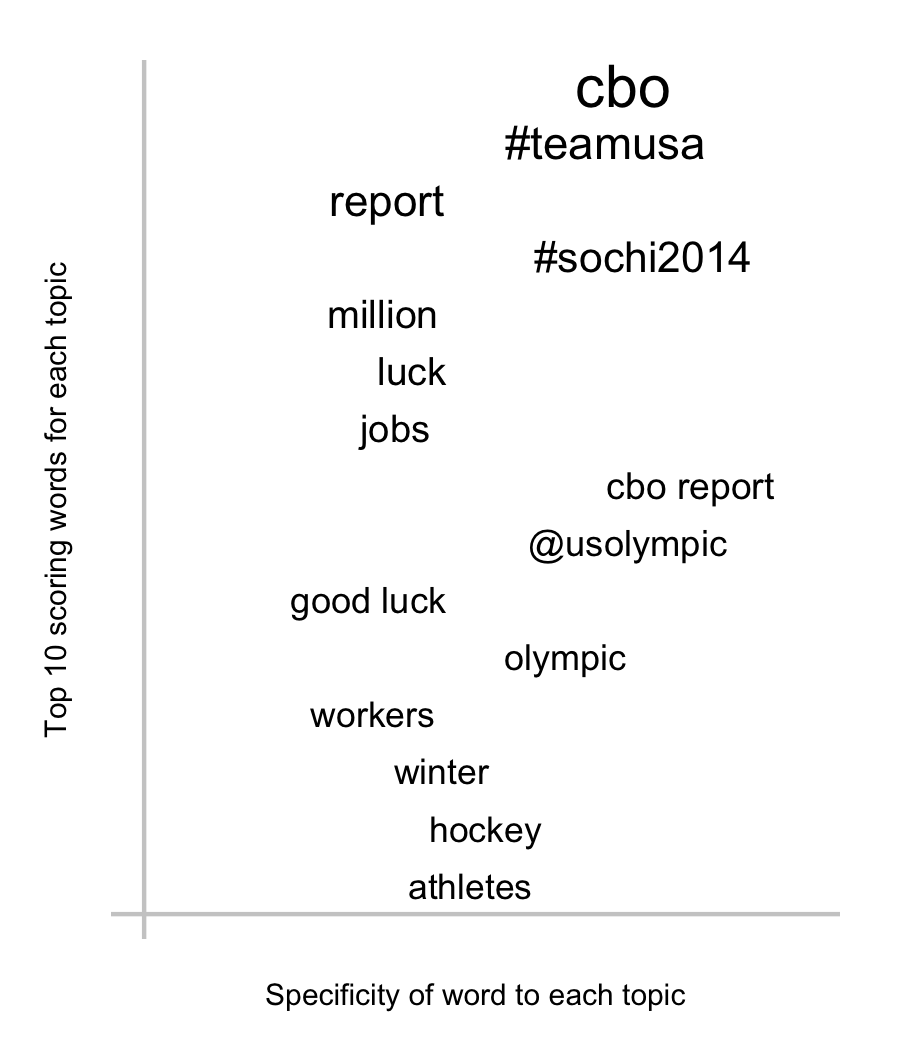 cbo
#teamusa
report
#sochi2014
million
luck
jobs
cbo report
@usolympic
good luck
olympic
workers
winter
hockey
athletes
Top 10 scoring words for each topic
Specificity of word to each topic